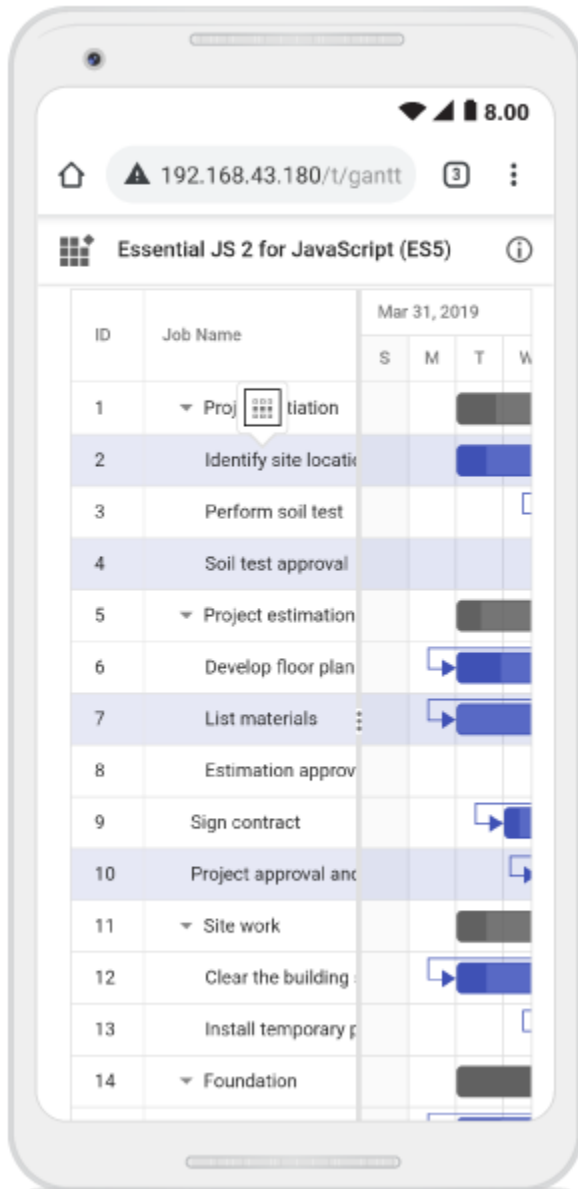 8.00
192.168.43.180/t/gantt
3
Essential JS 2 for JavaScript (ES5)
ID Job Name Mar 31, 2019
S M T W
1 Proj tiation
2 Identify site locatio
3 Perform soil test
4 Soil test approval
5 Project estimation
6 Develop floor plan
7 List materials
8 Estimation approv
9 Sign contract
10 Project approval and
11 Site work
12 Clear the building
13 Install temporary p
14 Foundation